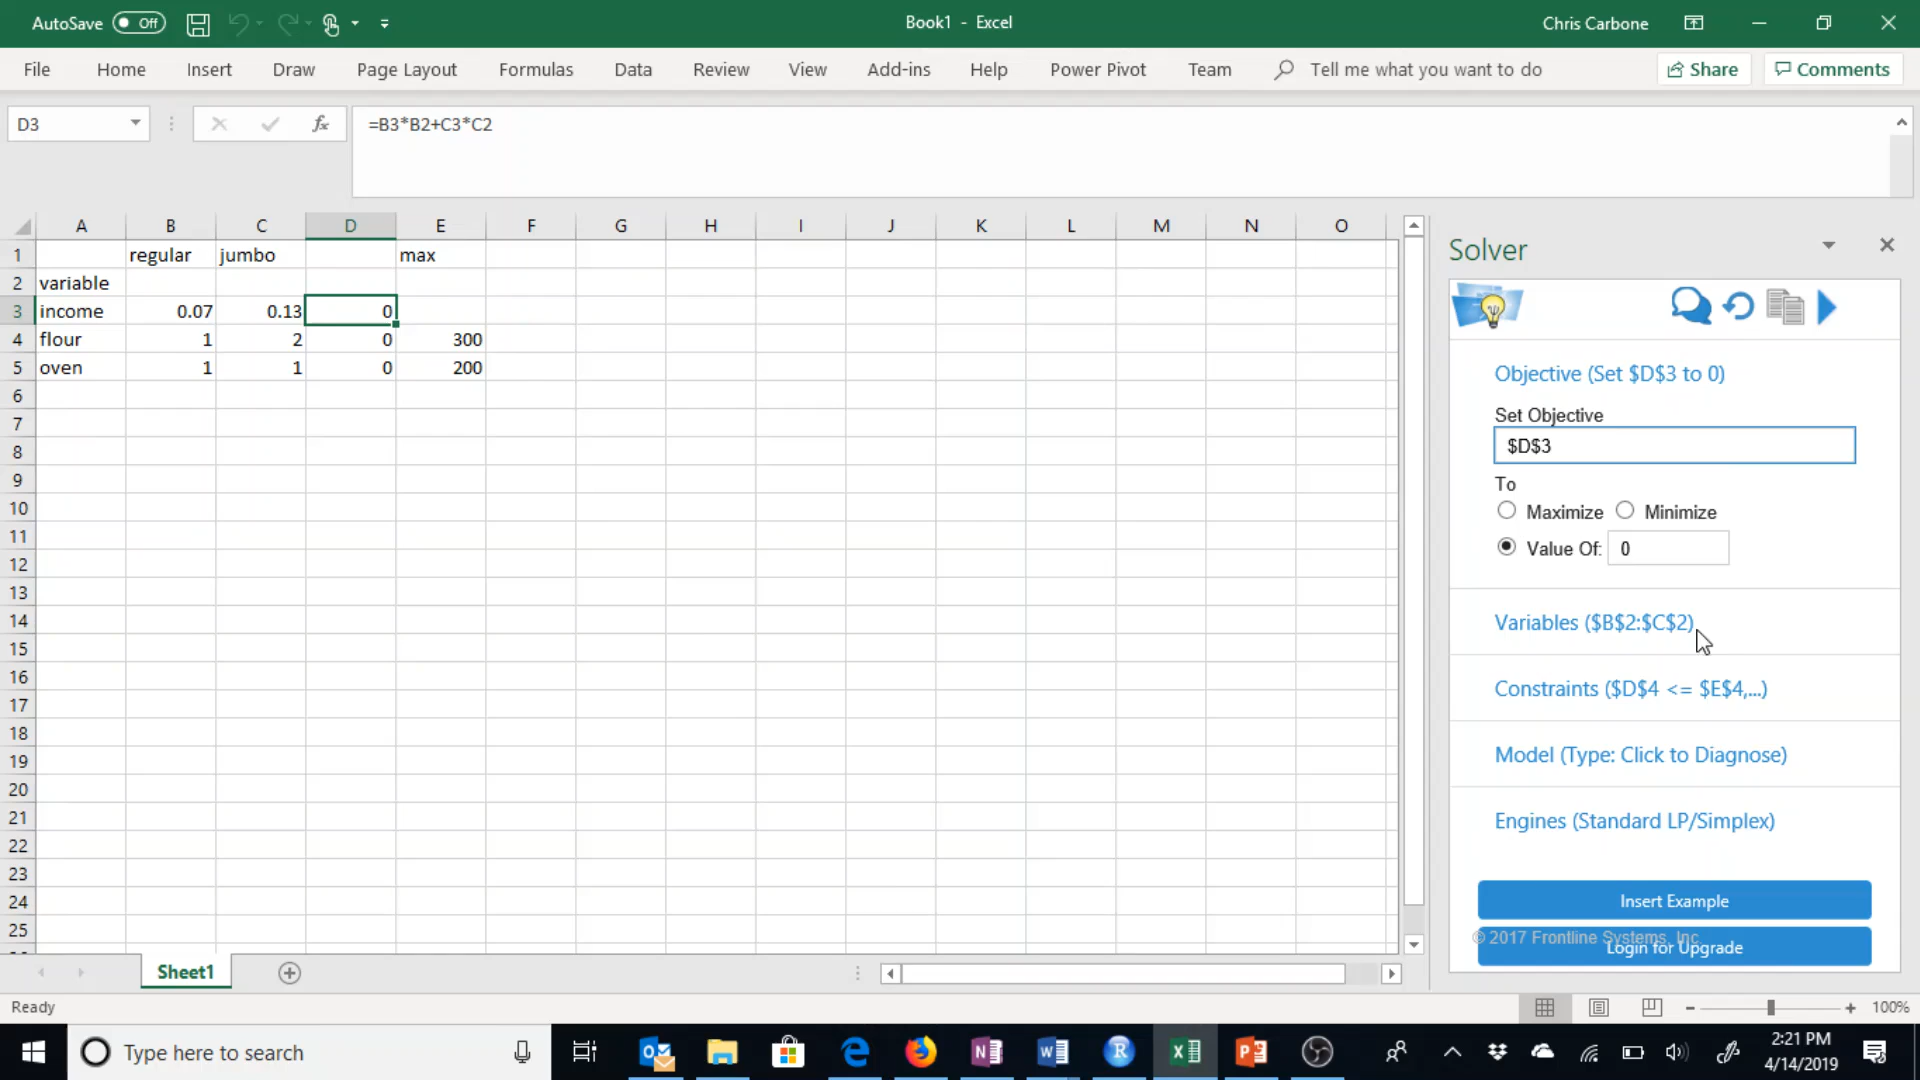 AutoSave Off Book1 - Excel Chris Carbone
File Home Insert Draw Page Layout Formulas Data Review View Add-ins Help Power Pivot Team Tell me what you want to do Share Comments
D3 fx =B3*B2+C3*C2
A B C D E F G H I J K L M N O
1 regular jumbo max
2 variable
3 income 0.07 0.13 0
4 flour 1 2 0 300
5 oven 1 1 0 200
6
7
8
9
10
11
12
13
14
15
16
17
18
19
20
21
22
23
24
25
Solver
Objective (Set $D$3 to 0)
Set Objective
$D$3
To
Maximize Minimize
Value Of: 0
Variables ($B$2:$C$2)
Constraints ($D$4 <= $E$4,...)
Model (Type: Click to Diagnose)
Engines (Standard LP/Simplex)
Insert Example
© 2017 Frontline Systems, Inc.
Login for Upgrade
Sheet1
Ready 100%
Type here to search
2:21 PM
4/14/2019